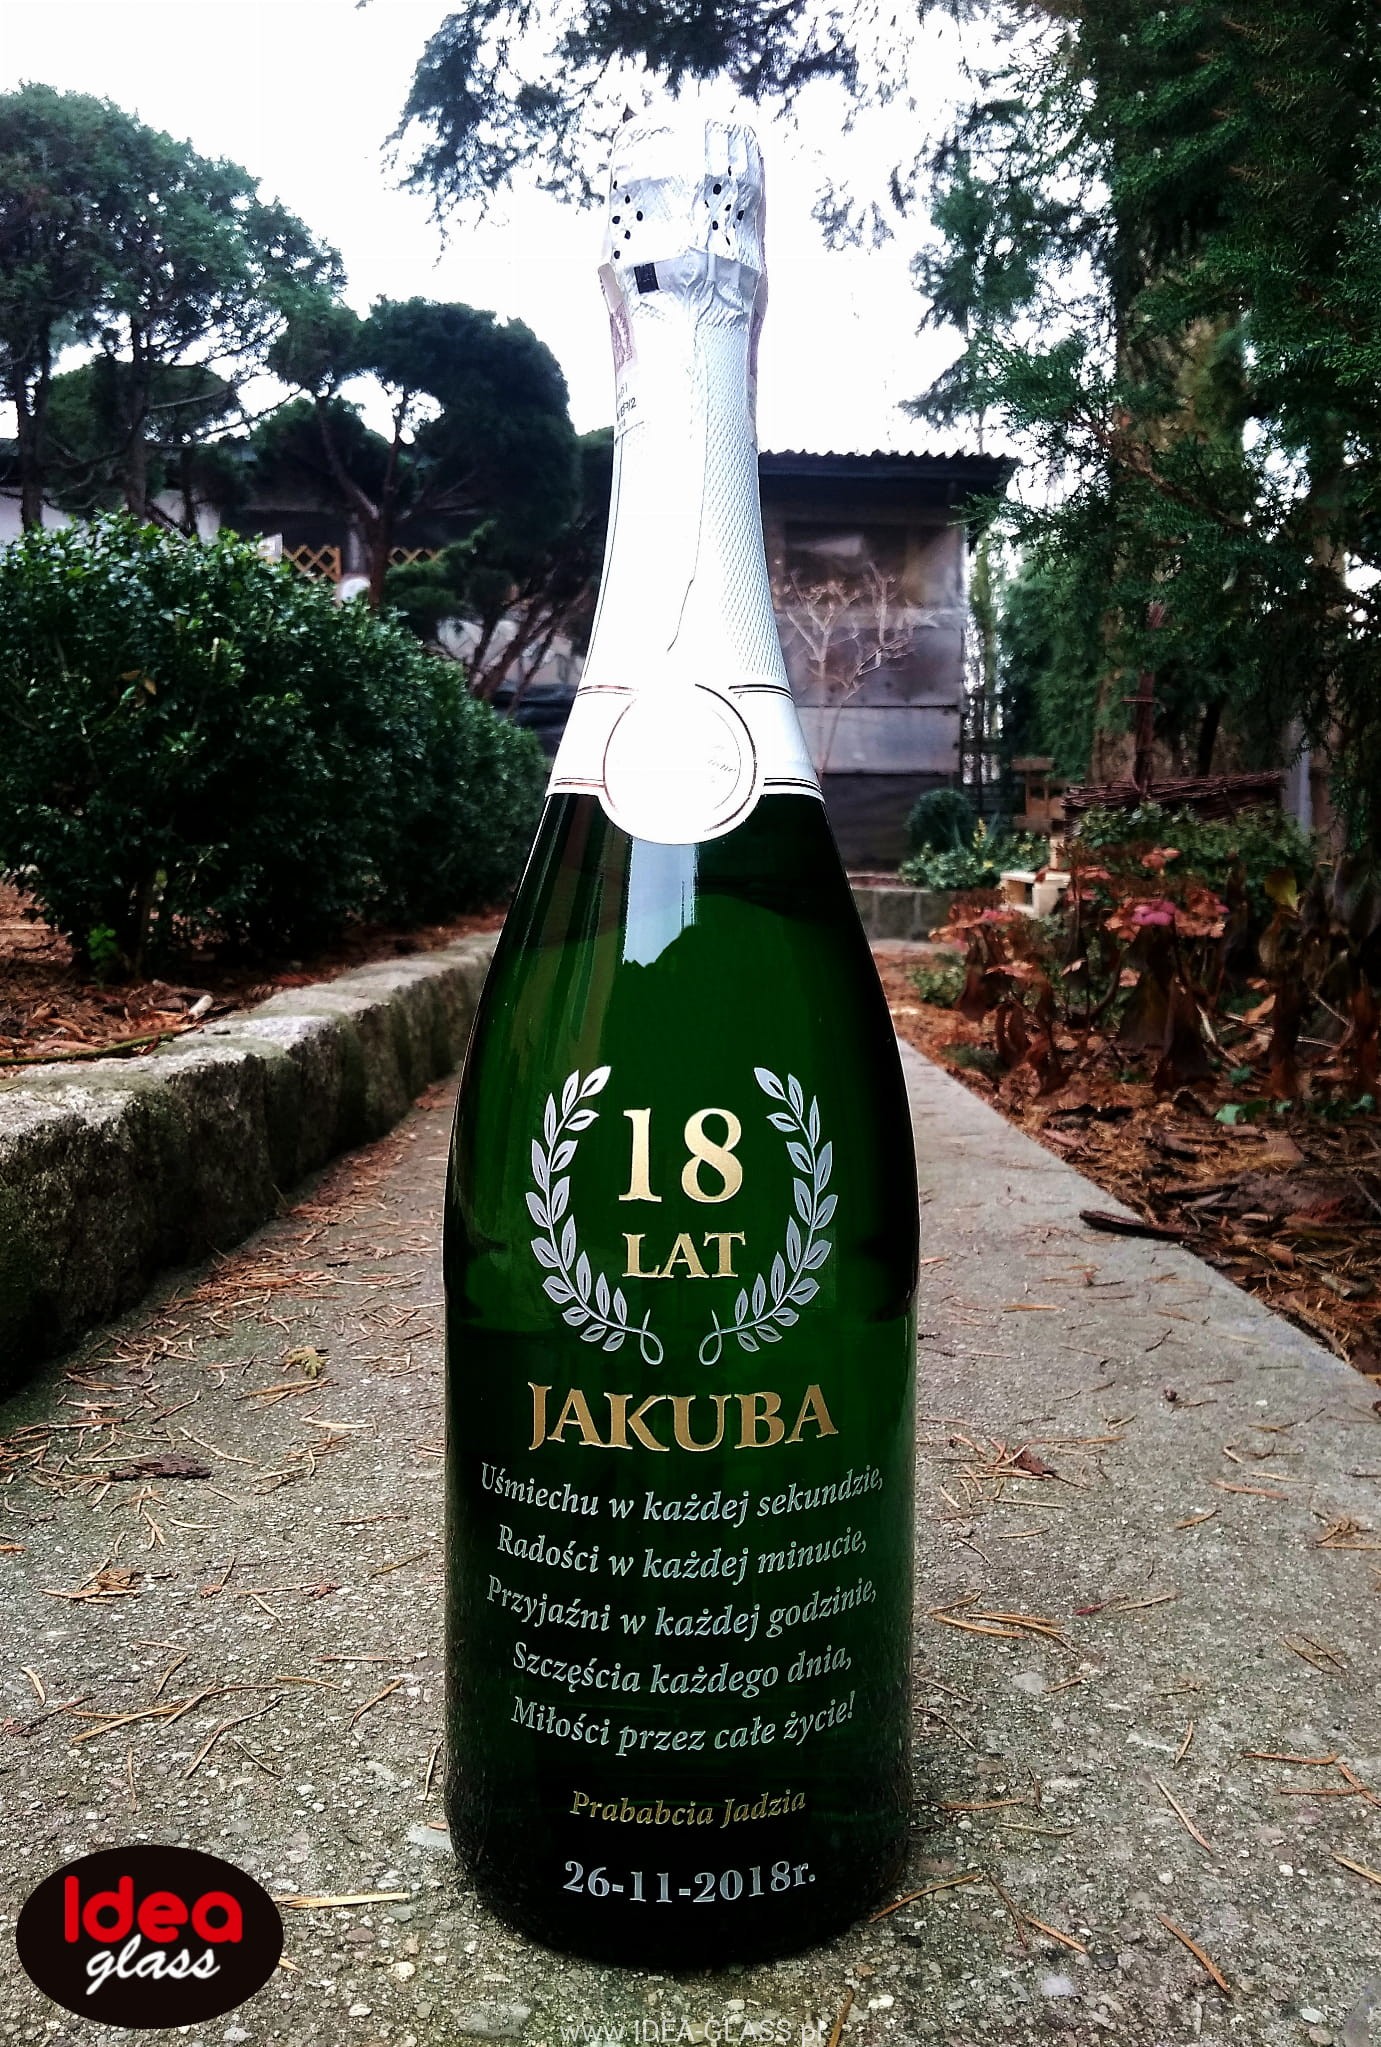 18
LAT
JAKUBA
Uśmiechu w każdej sekundzie,
Radości w każdej minucie,
Przyjaźni w każdej godzinie,
Szczęścia każdego dnia,
Miłości przez całe życie!
Prababcia Jadzia
26-11-2018r.
Idea
glass
www.IDEA-GLASS.pl